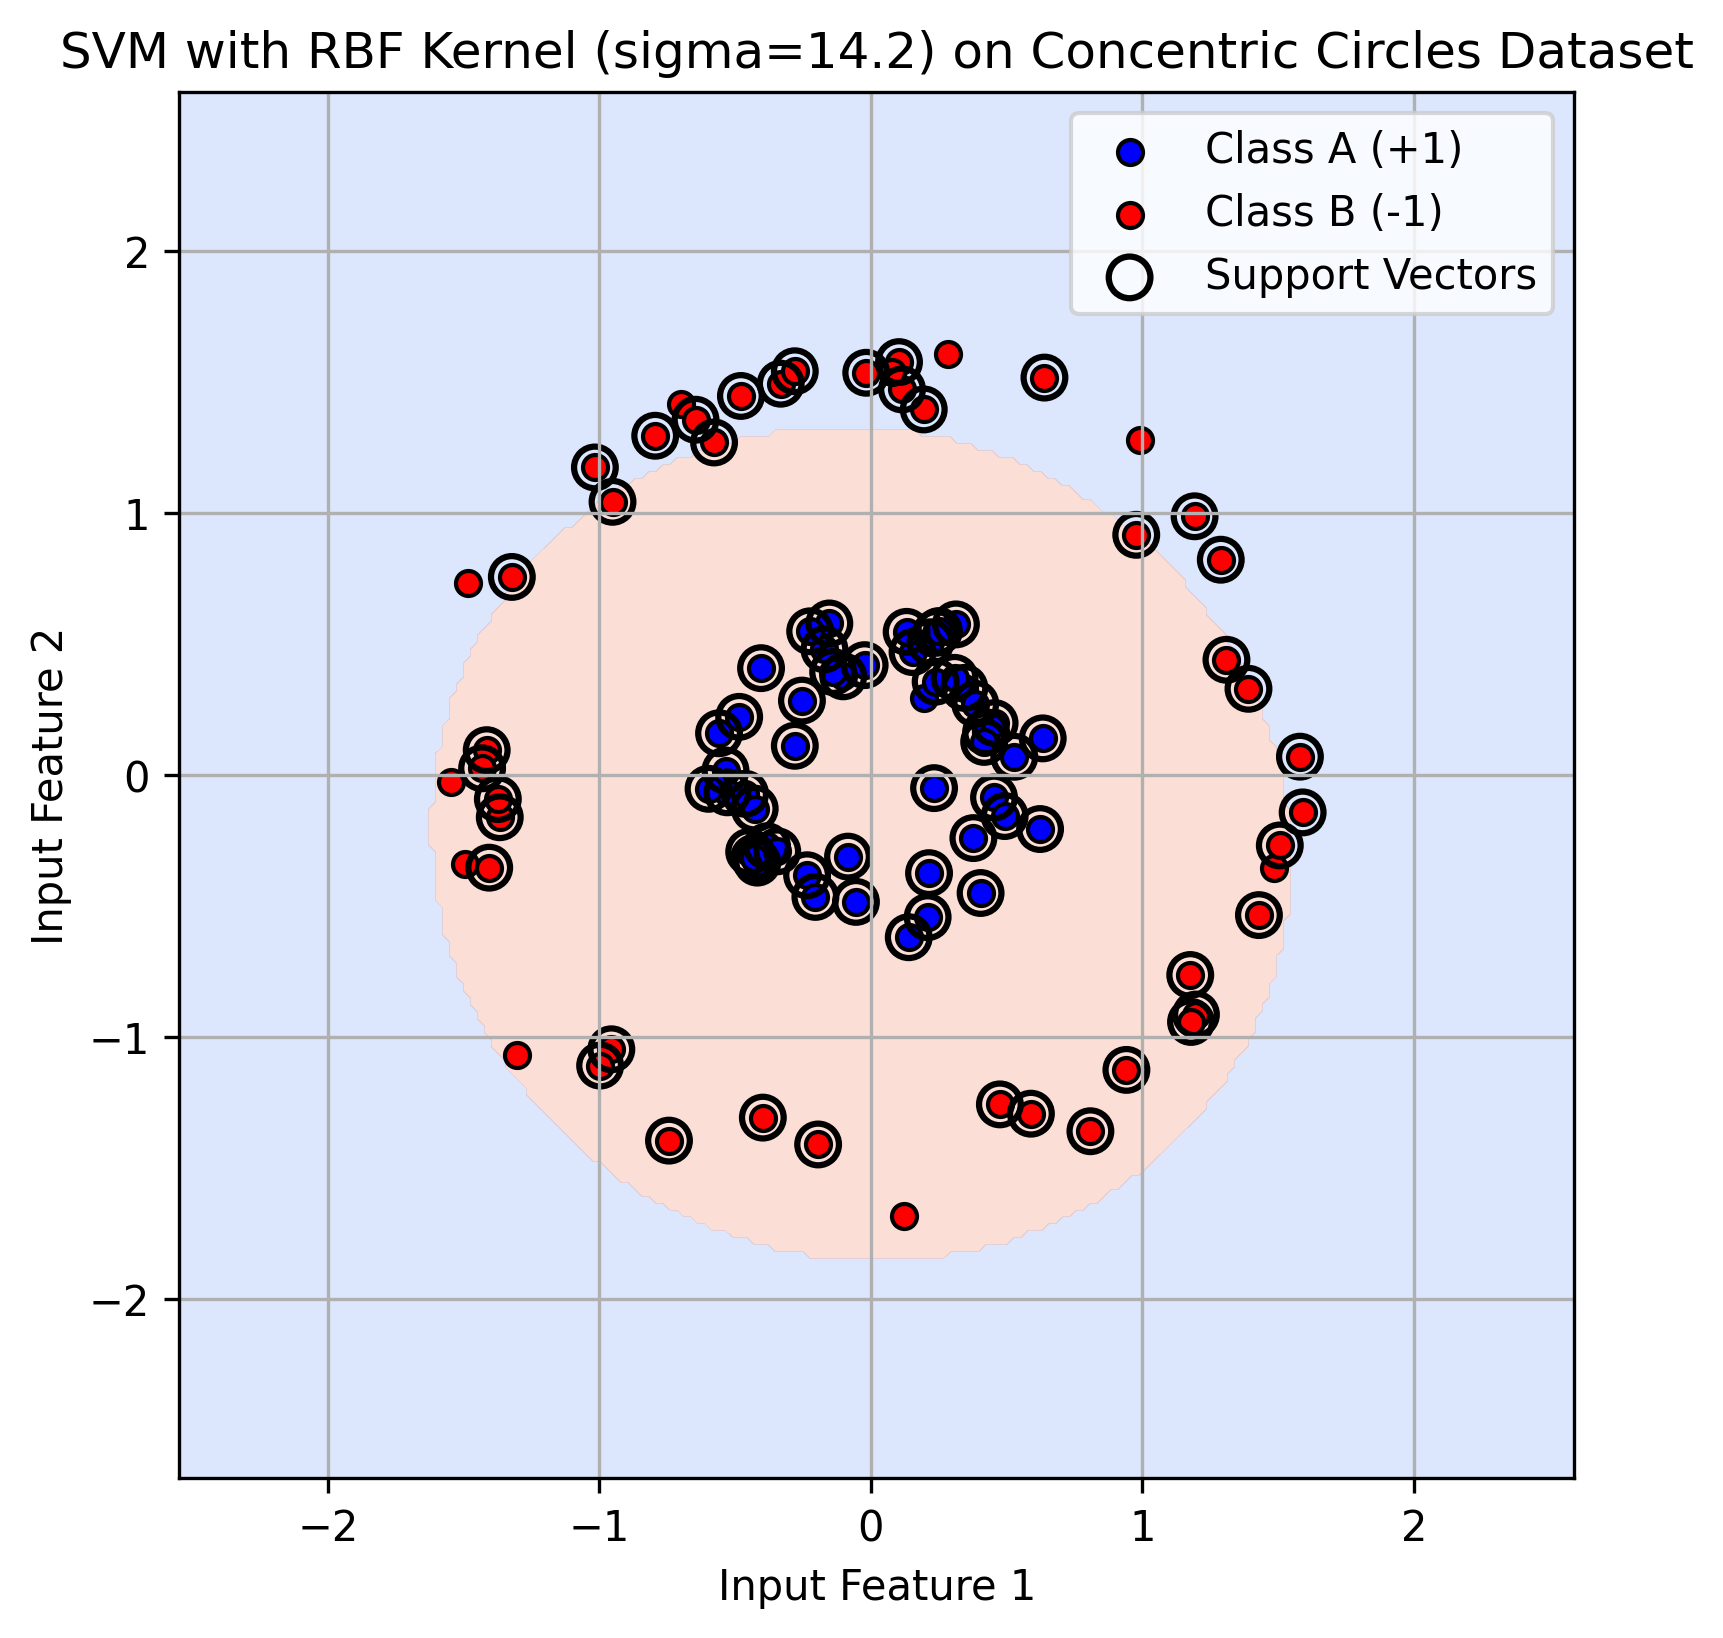 SVM with RBF Kernel (sigma=14.2) on Concentric Circles Dataset
Class A (+1)
Class B (-1)
Support Vectors
2
1
0
−1
−2
Input Feature 2
−2
−1
0
1
2
Input Feature 1